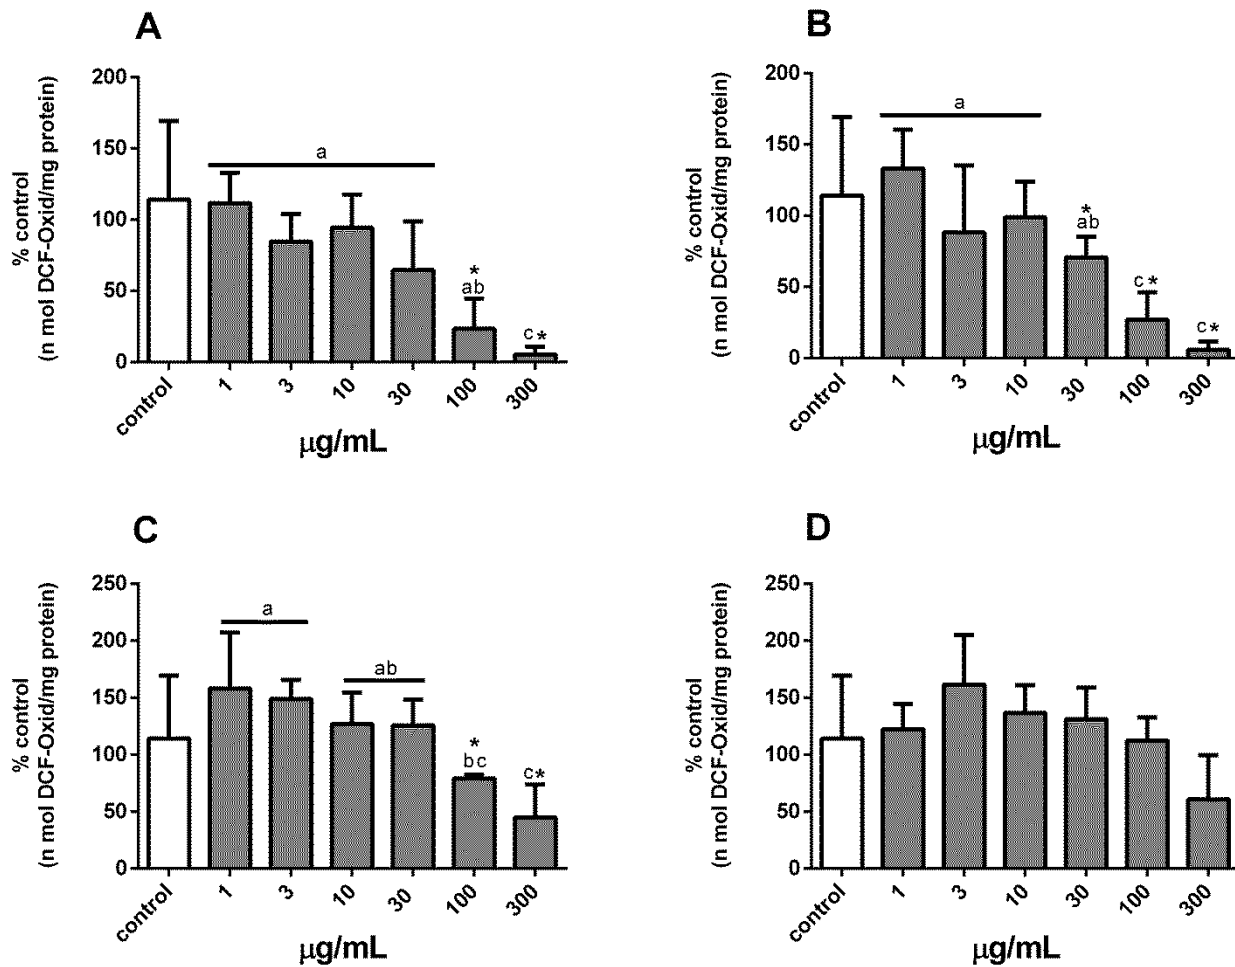 A
% control
(n mol DCF-Oxid/mg protein)
200
150
100
50
0
a
*
ab
c*
control
1
3
10
30
100
300
μg/mL
B
% control
(n mol DCF-Oxid/mg protein)
200
150
100
50
0
a
*
ab
c*
c*
control
1
3
10
30
100
300
μg/mL
C
% control
(n mol DCF-Oxid/mg protein)
250
200
150
100
50
0
a
ab
*
bc
c*
control
1
3
10
30
100
300
μg/mL
D
% control
(n mol DCF-Oxid/mg protein)
250
200
150
100
50
0
control
1
3
10
30
100
300
μg/mL